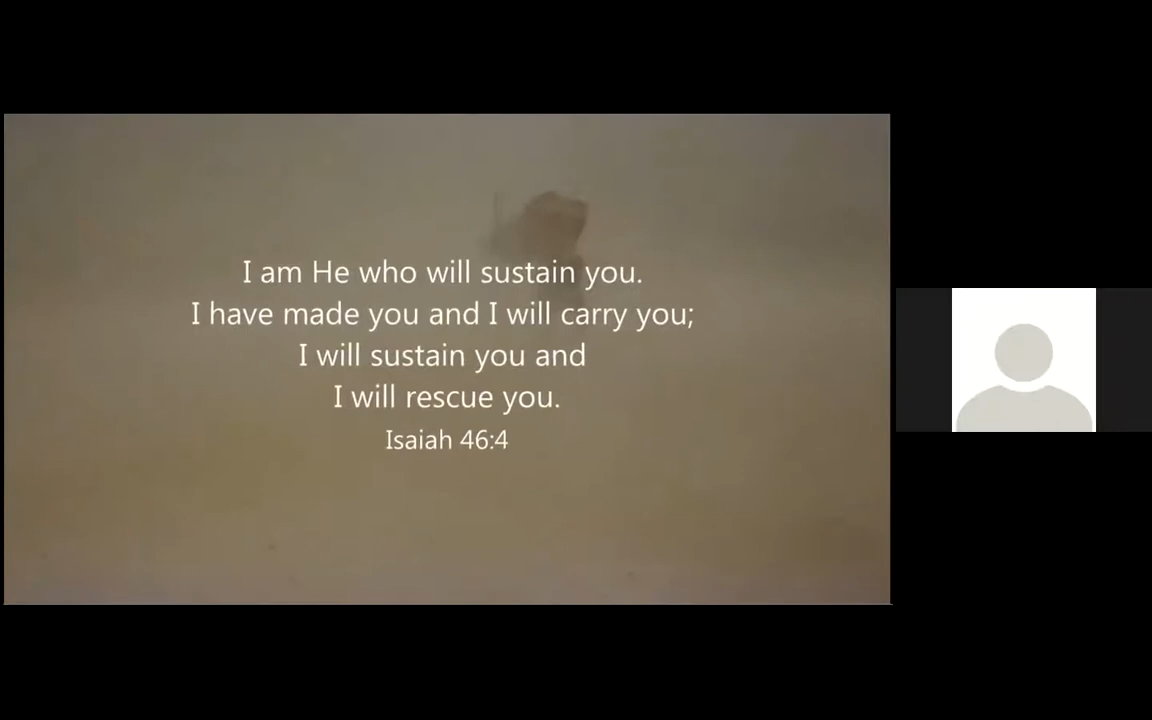 I am He who will sustain you.
I have made you and I will carry you;
I will sustain you and
I will rescue you.
Isaiah 46:4